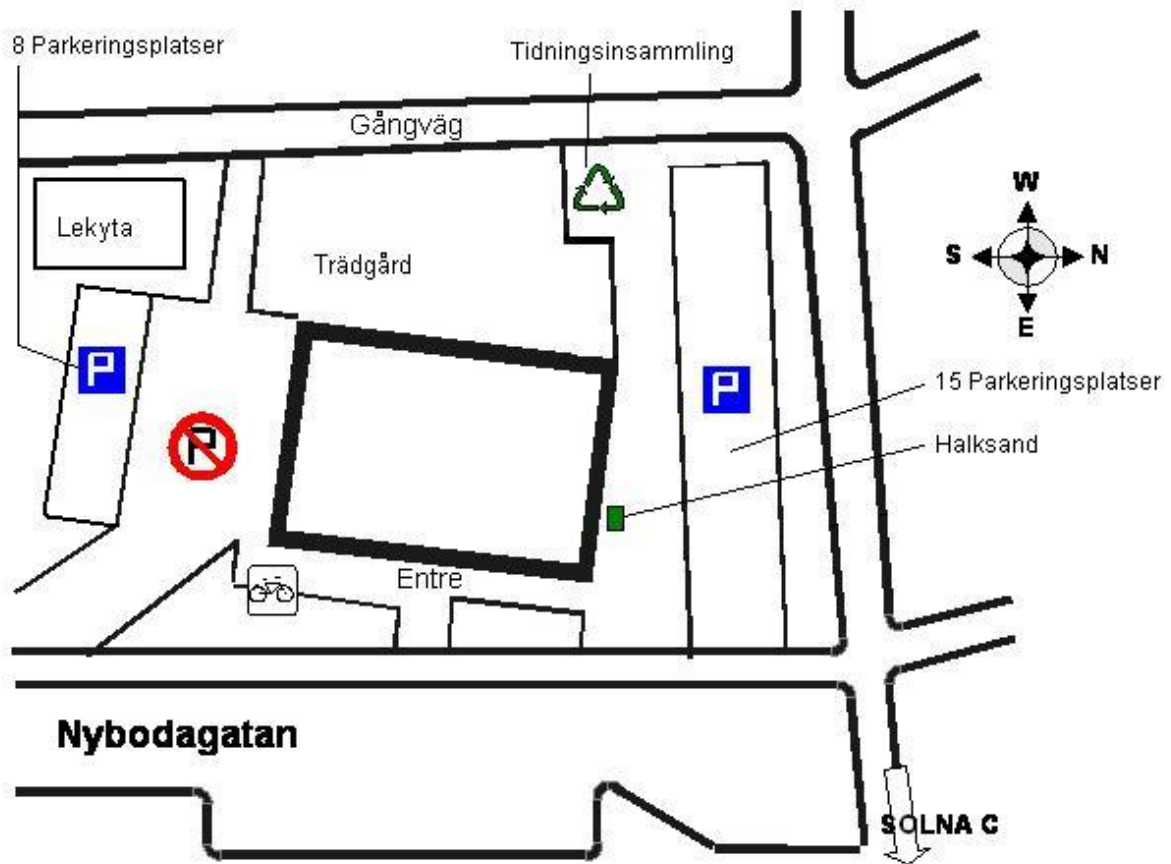 8 Parkeringsplatser
Tidningsinsammling
Gångväg
W
Lekyta
S
N
Trädgård
E
P
P
15 Parkeringsplatser
P
Halksand
Entre
Nybodagatan
SOLNA C